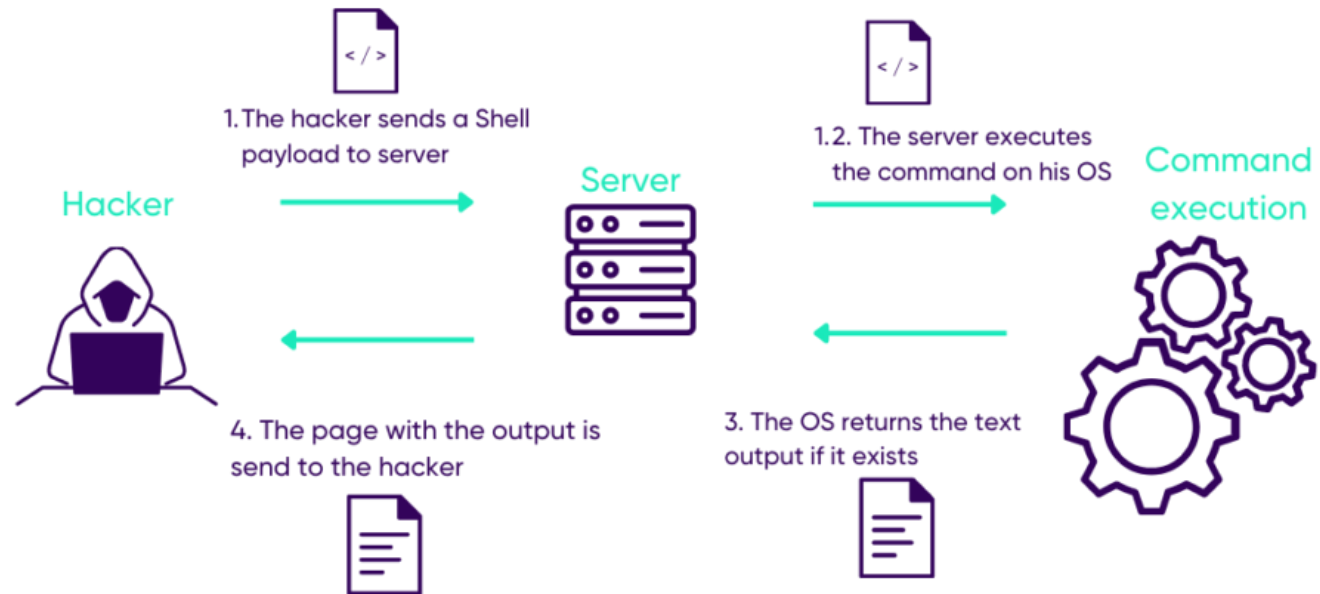 </>
1.The hacker sends a Shell
payload to server
Hacker
Server
</>
1.2. The server executes
the command on his OS
Command
execution
4. The page with the output is
send to the hacker
3. The OS returns the text
output if it exists